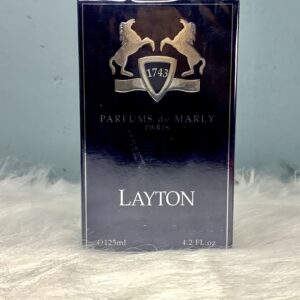 1743
PARFUMS de MARLY
PARIS
LAYTON
℮125ml 4.2 FL.oz